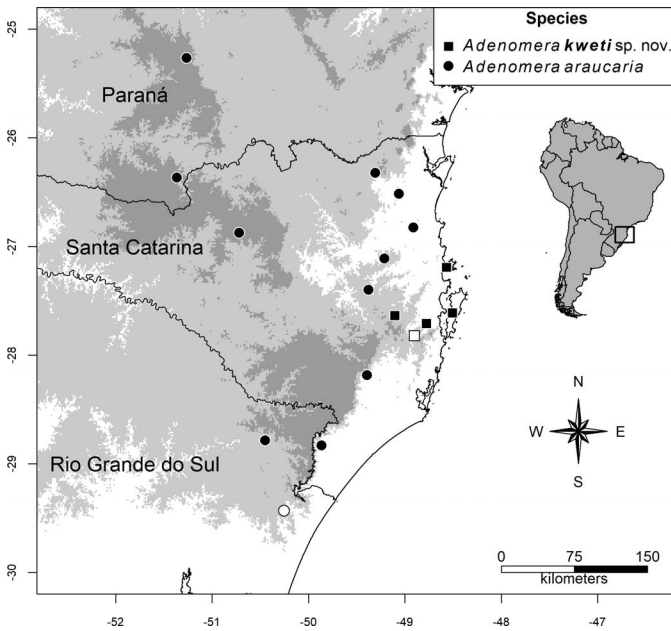 Species
Adenomera kweti sp. nov.
Adenomera araucaria
-25
-26
-27
-28
-29
-30
Paraná
Santa Catarina
Rio Grande do Sul
N
W
E
S
0 75 150
kilometers
-52 -51 -50 -49 -48 -47